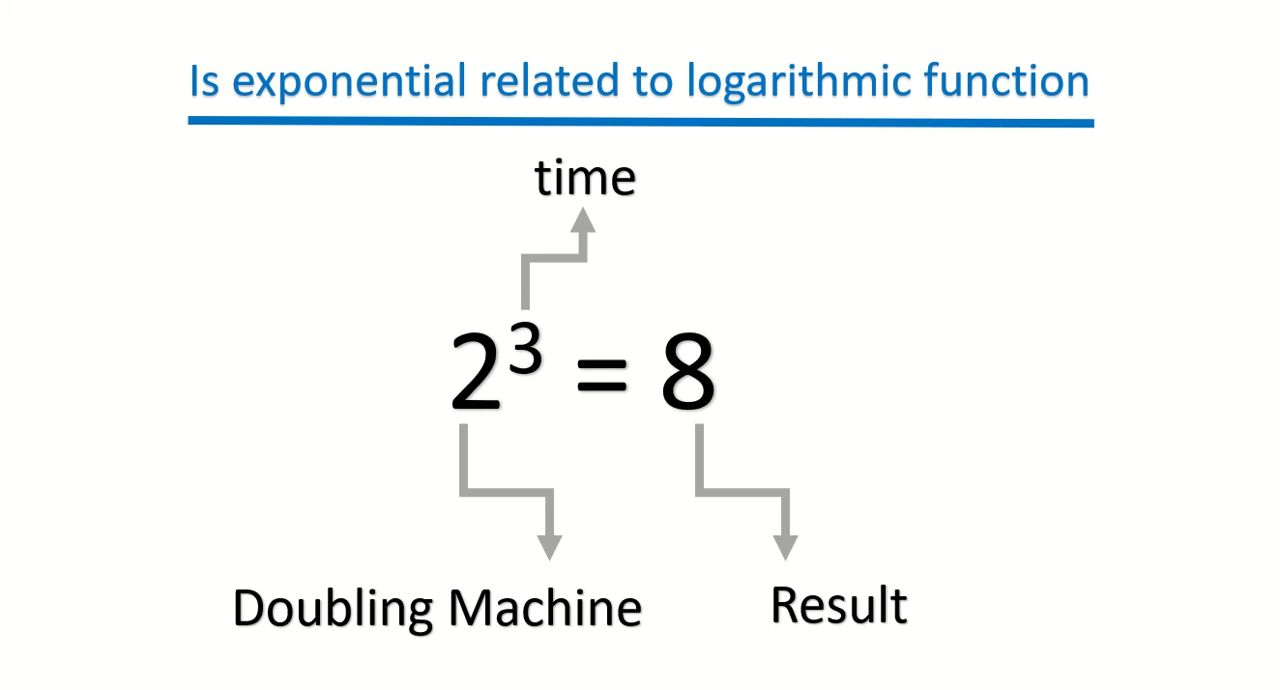 Is exponential related to logarithmic function
time
2³ = 8
Doubling Machine
Result